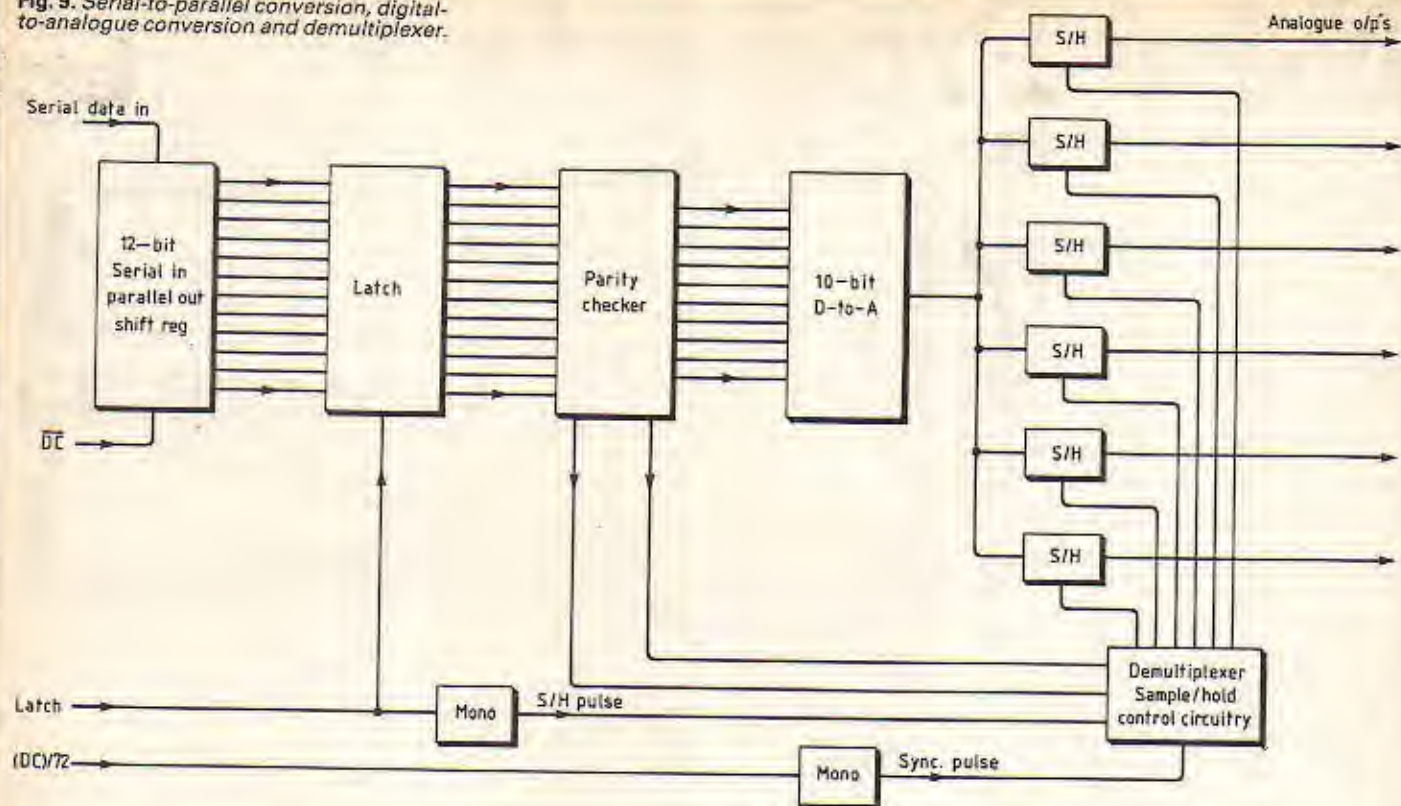 Fig. 9. Serial-to-parallel conversion, digital-
to-analogue conversion and demultiplexer.
Serial data in
12-bit
Serial in
parallel out
shift reg
D̅C̅
Latch
Parity
checker
10-bit
D-to-A
S/H
Analogue o/p's
S/H
S/H
S/H
S/H
S/H
Demultiplexer
Sample/hold
control circuitry
Latch
Mono
S/H pulse
(DC)/72
Mono
Sync. pulse